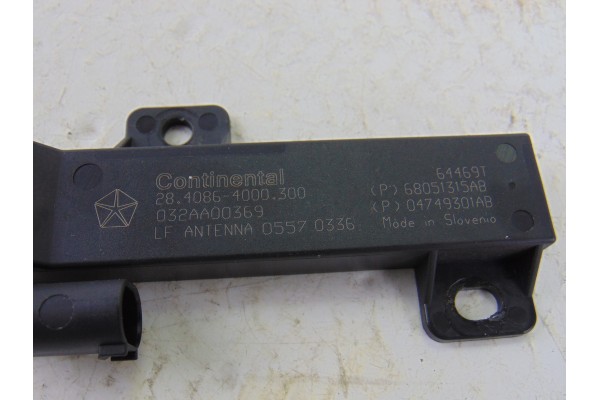 Continental
28.4086-4000.300
032AA00369
LF ANTENNA 0557 0336
64469T
(P) 68051315AB
(P) 04749301AB
Made in Slovenia